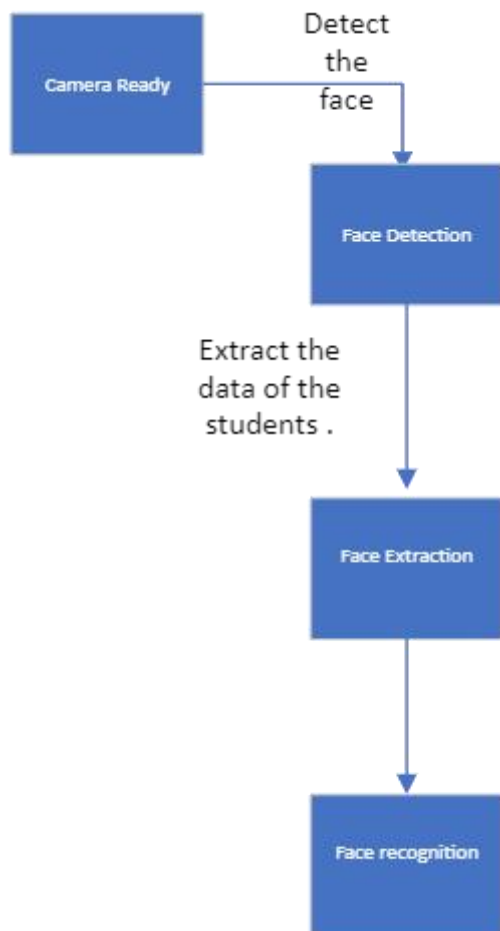 Camera Ready
Detect
the
face
Face Detection
Extract the
data of the
students .
Face Extraction
Face recognition